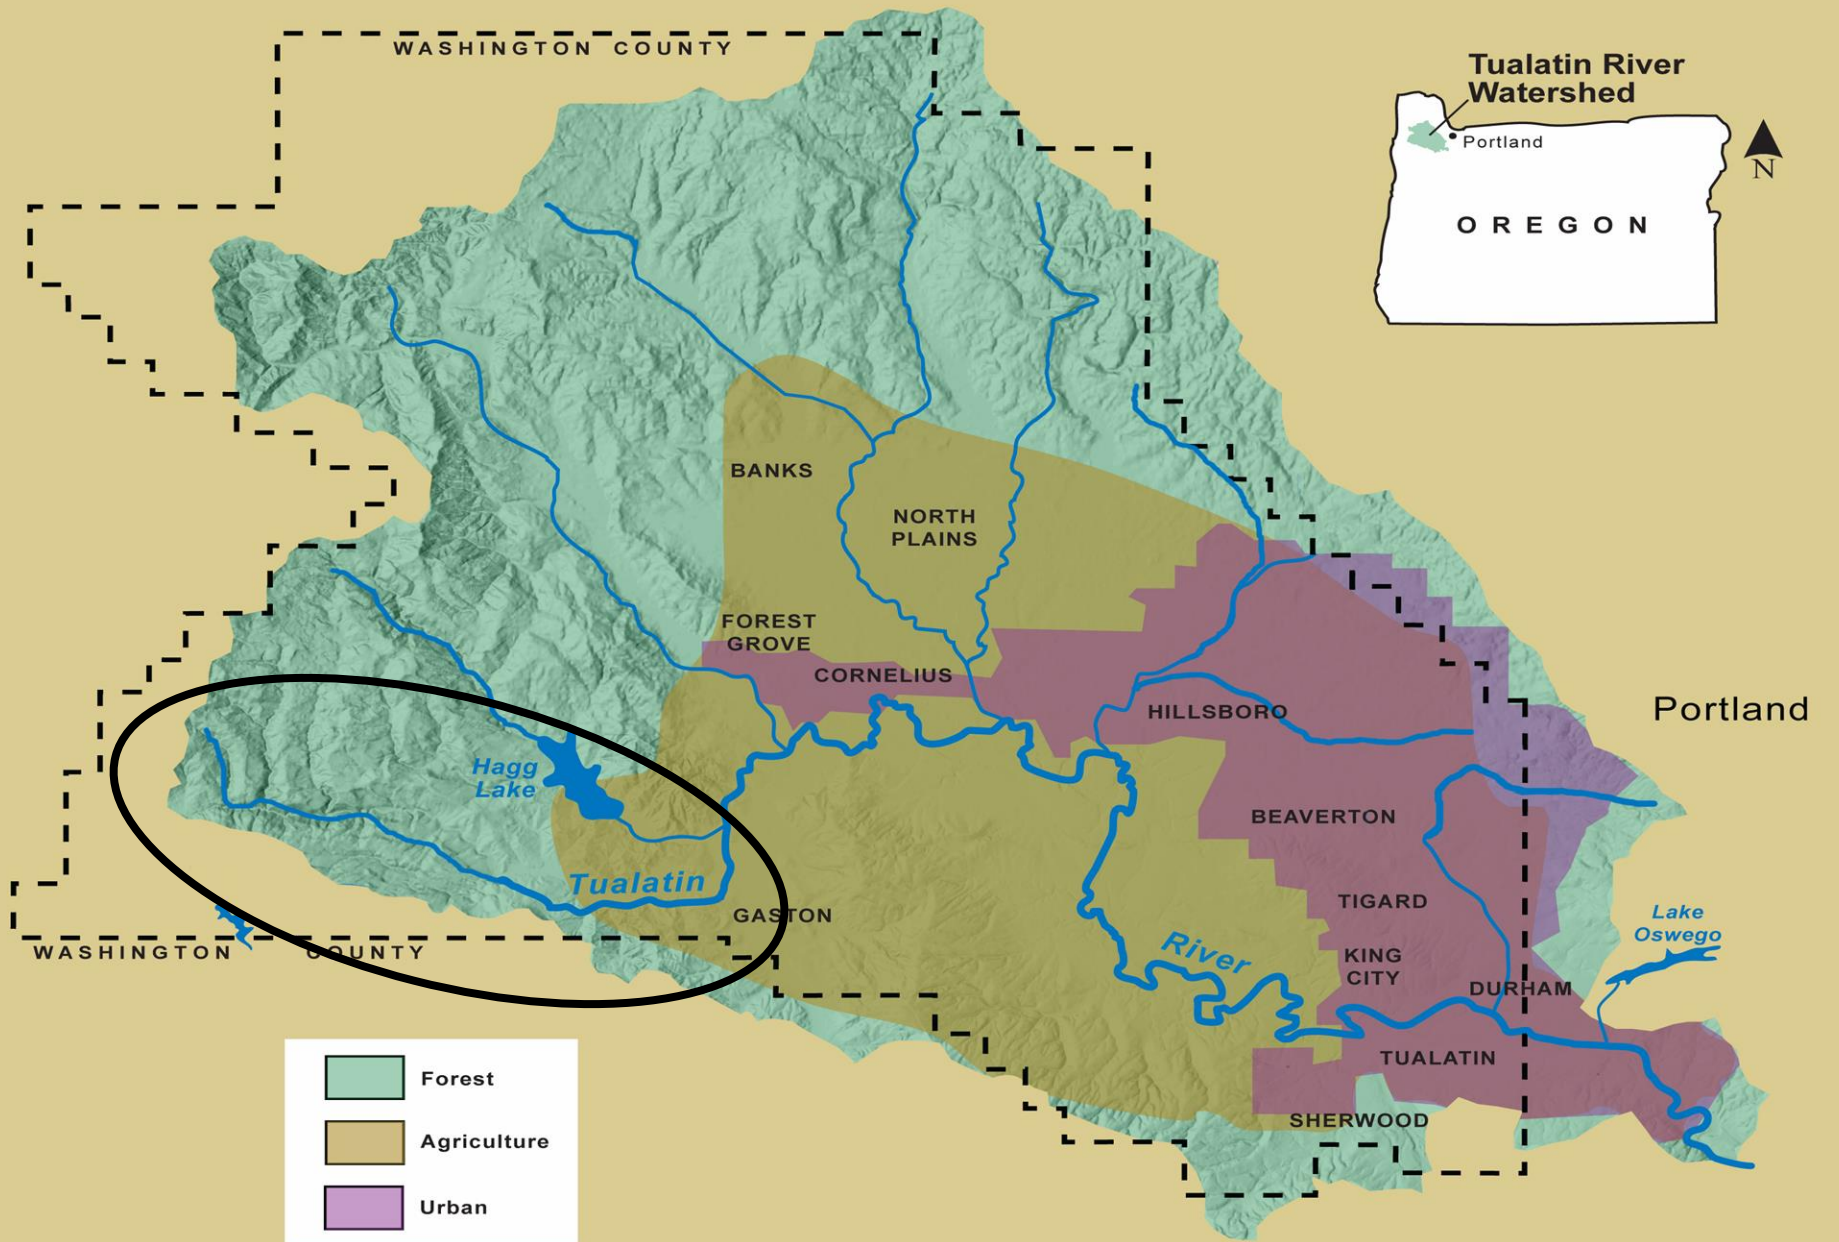 WASHINGTON COUNTY
Tualatin River
Watershed
Portland
N
OREGON
BANKS
NORTH
PLAINS
FOREST
GROVE
CORNELIUS
HILLSBORO
Portland
Hagg
Lake
BEAVERTON
Tualatin
GASTON
TIGARD
Lake
Oswego
River
KING
CITY
WASHINGTON COUNTY
DURHAM
TUALATIN
SHERWOOD
Forest
Agriculture
Urban